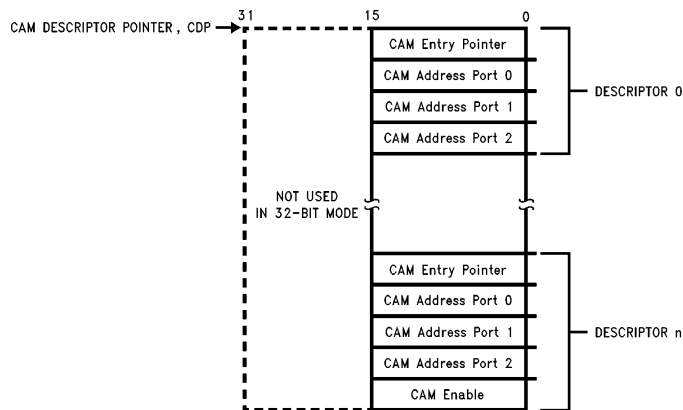 31 15 0
CAM DESCRIPTOR POINTER, CDP
CAM Entry Pointer
CAM Address Port 0
CAM Address Port 1
CAM Address Port 2
DESCRIPTOR 0
NOT USED
IN 32-BIT MODE
CAM Entry Pointer
CAM Address Port 0
CAM Address Port 1
CAM Address Port 2
CAM Enable
DESCRIPTOR n